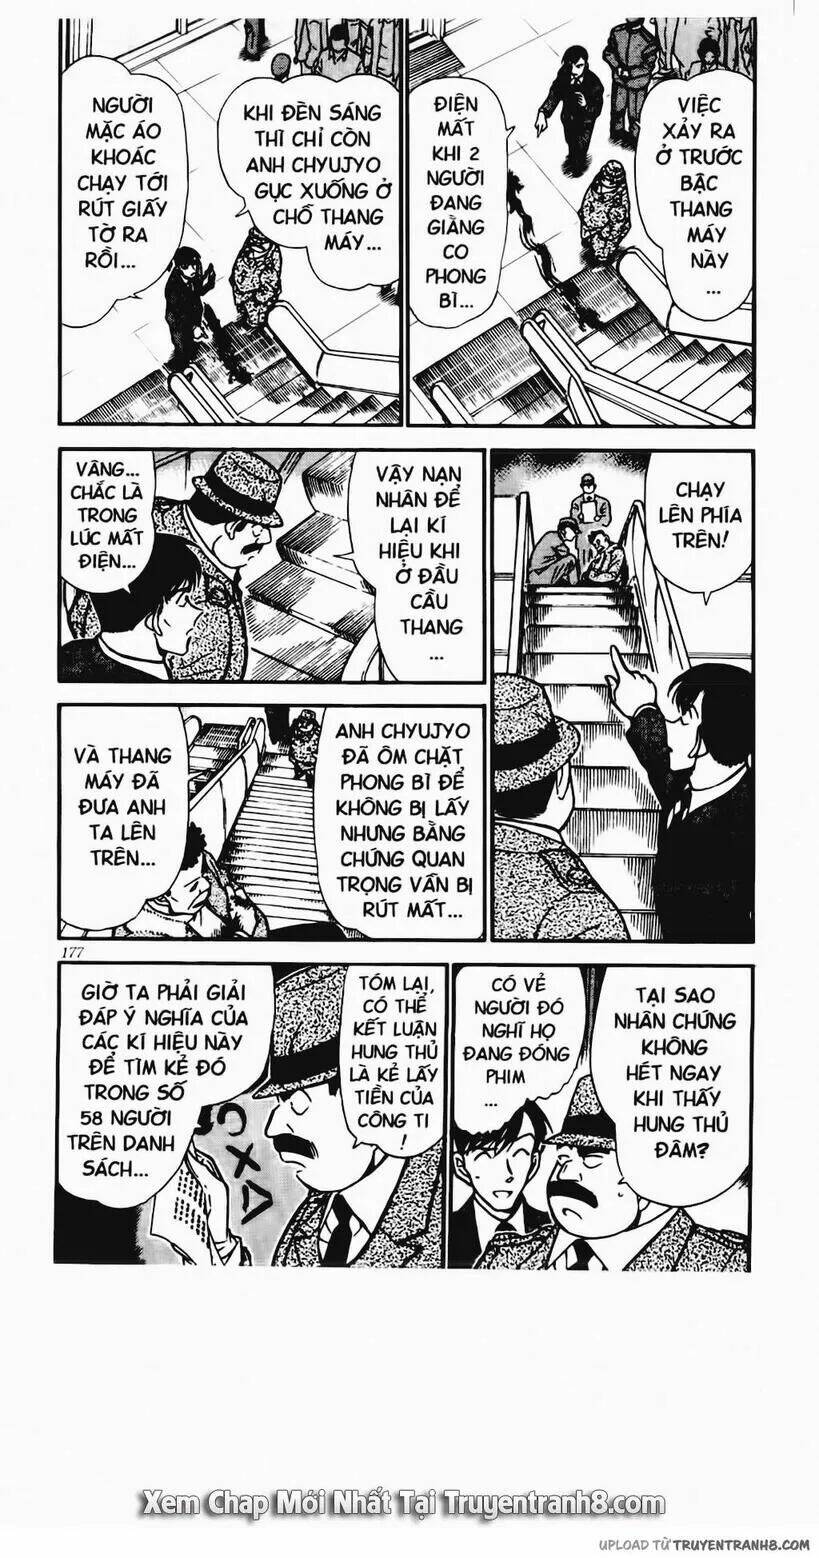 VIỆC
XẢY RA
Ở TRƯỚC
BẬC
THANG
MÁY NÀY
...
ĐIỆN
MẤT
KHI 2
NGƯỜI
ĐANG
GIẰNG
CO
PHONG
BÌ...
KHI ĐÈN SÁNG
THÌ CHỈ CÒN
ANH CHYUJYO
GỤC XUỐNG Ở
CHỖ THANG
MÁY...
NGƯỜI
MẶC ÁO
KHOÁC
CHẠY TỚI
RÚT GIẤY
TỜ RA
RỒI...
CHẠY
LÊN PHÍA
TRÊN!
VẬY NẠN
NHÂN ĐỂ
LẠI KÍ
HIỆU KHI
Ở ĐẦU
CẦU
THANG
...
VÂNG...
CHẮC LÀ
TRONG
LÚC MẤT
ĐIỆN...
ANH CHYUJYO
ĐÃ ÔM CHẶT
PHONG BÌ ĐỂ
KHÔNG BỊ LẤY
NHƯNG BẰNG
CHỨNG QUAN
TRỌNG VẪN BỊ
RÚT MẤT...
VÀ THANG
MÁY ĐÃ
ĐƯA ANH
TA LÊN
TRÊN...
177
TẠI SAO
NHÂN CHỨNG
KHÔNG
HÉT NGAY
KHI THẤY
HUNG THỦ
ĐÂM?
CÓ VẺ
NGƯỜI ĐÓ
NGHĨ HỌ
ĐANG ĐÓNG
PHIM
...
TÓM LẠI,
CÓ THỂ
KẾT LUẬN
HUNG THỦ
LÀ KẺ LẤY
TIỀN CỦA
CÔNG TI
!
GIỜ TA PHẢI GIẢI
ĐÁP Ý NGHĨA CỦA
CÁC KÍ HIỆU NÀY
ĐỂ TÌM KẺ ĐÓ
TRONG SỐ
58 NGƯỜI
TRÊN DANH
SÁCH...
Xem Chap Mới Nhất Tại Truyentranh8.com
UPLOAD TỪ TRUYENTRANH8.COM